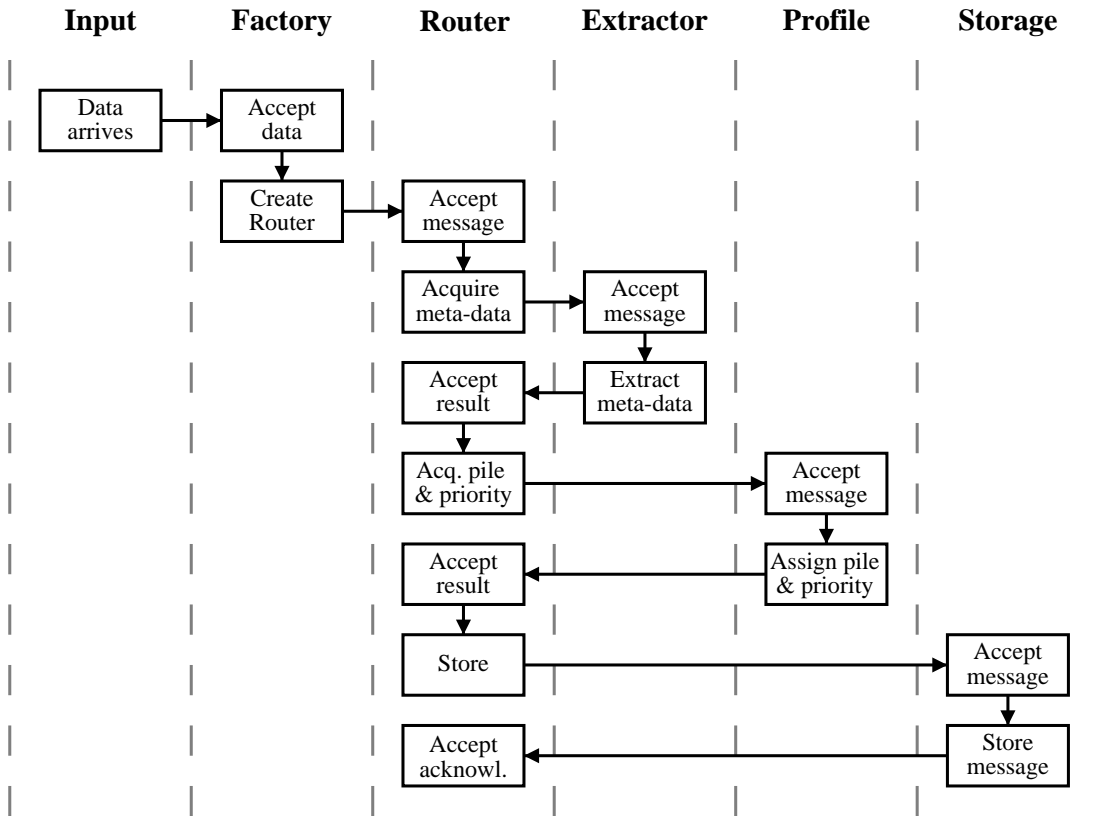 Input Factory Router Extractor Profile Storage
Data
arrives
Accept
data
Create
Router
Accept
message
Acquire
meta-data
Accept
message
Accept
result
Extract
meta-data
Acq. pile
& priority
Accept
message
Accept
result
Assign pile
& priority
Store
Accept
message
Accept
acknowl.
Store
message